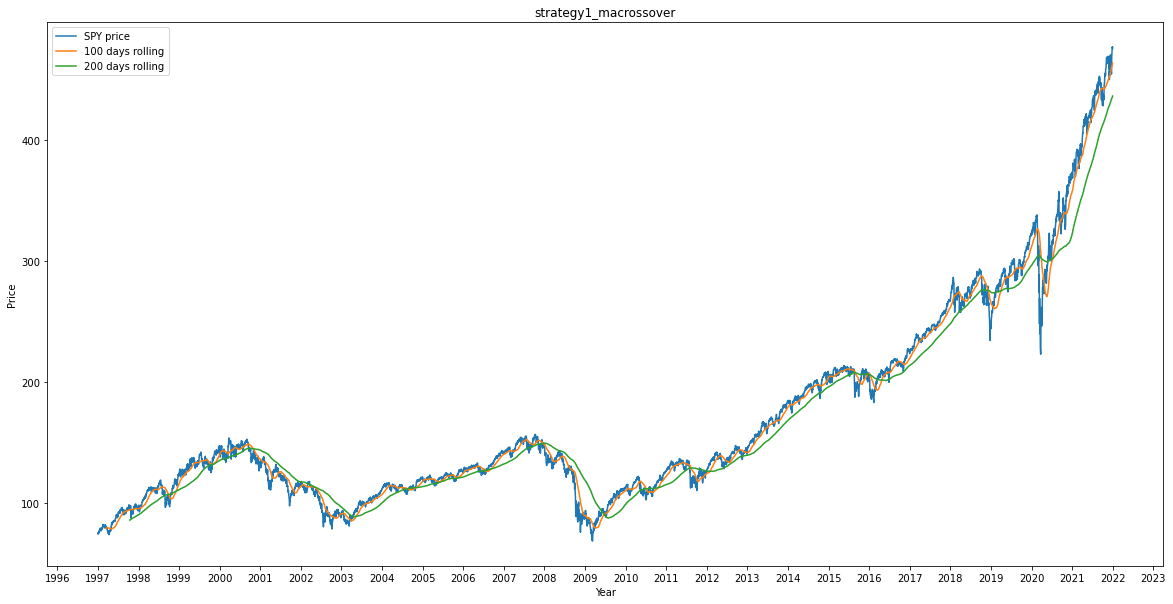 strategy1_macrossover
SPY price
100 days rolling
200 days rolling
400
300
200
100
Price
1996 1997 1998 1999 2000 2001 2002 2003 2004 2005 2006 2007 2008 2009 2010 2011 2012 2013 2014 2015 2016 2017 2018 2019 2020 2021 2022 2023
Year